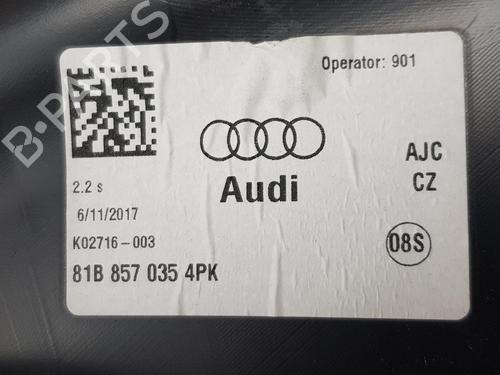 B-PARTS
Operator: 901
Audi
AJC
CZ
2.2 s
6/11/2017
K02716-003
08S
81B 857 035 4PK